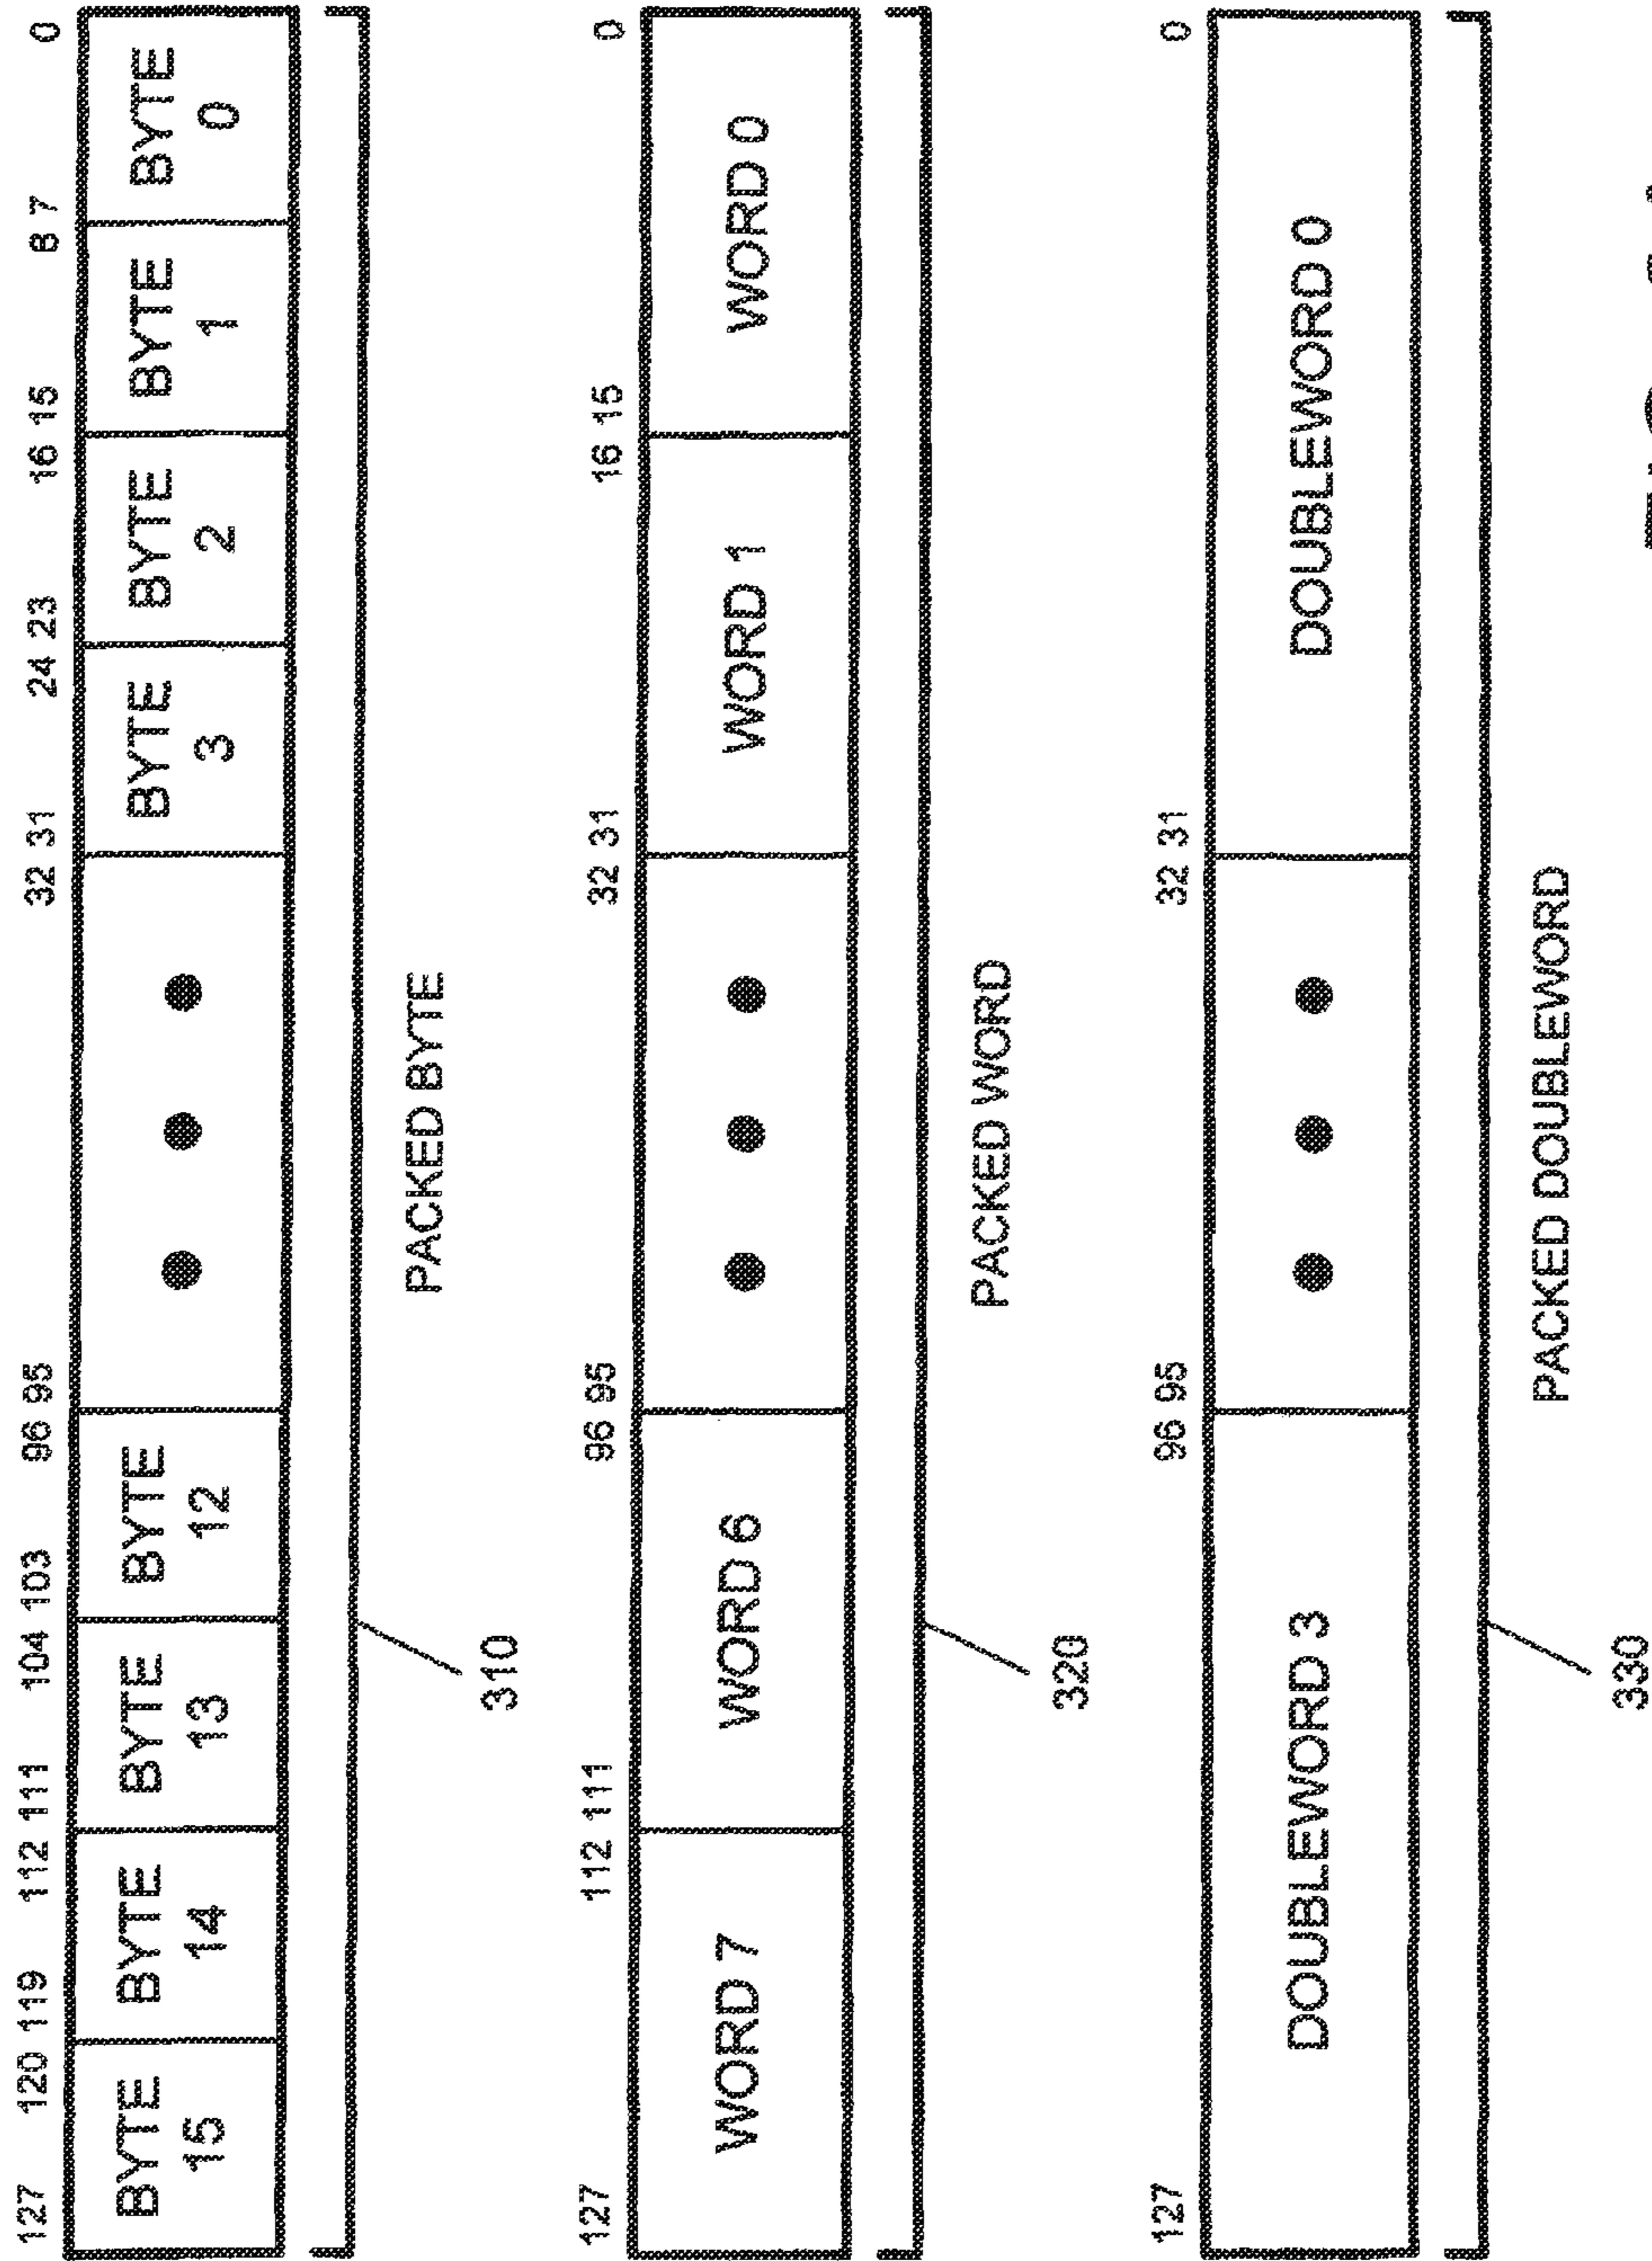 127 120 119 112 111 104 103 96 95 32 31 24 23 16 15 8 7 0
BYTE BYTE BYTE BYTE BYTE BYTE BYTE BYTE
15 14 13 12 3 2 1 0
PACKED BYTE
310
127 112 111 96 95 32 31 16 15 0
WORD 7 WORD 6 WORD 1 WORD 0
PACKED WORD
320
127 96 95 32 31 0
DOUBLEWORD 3 DOUBLEWORD 0
PACKED DOUBLEWORD
330